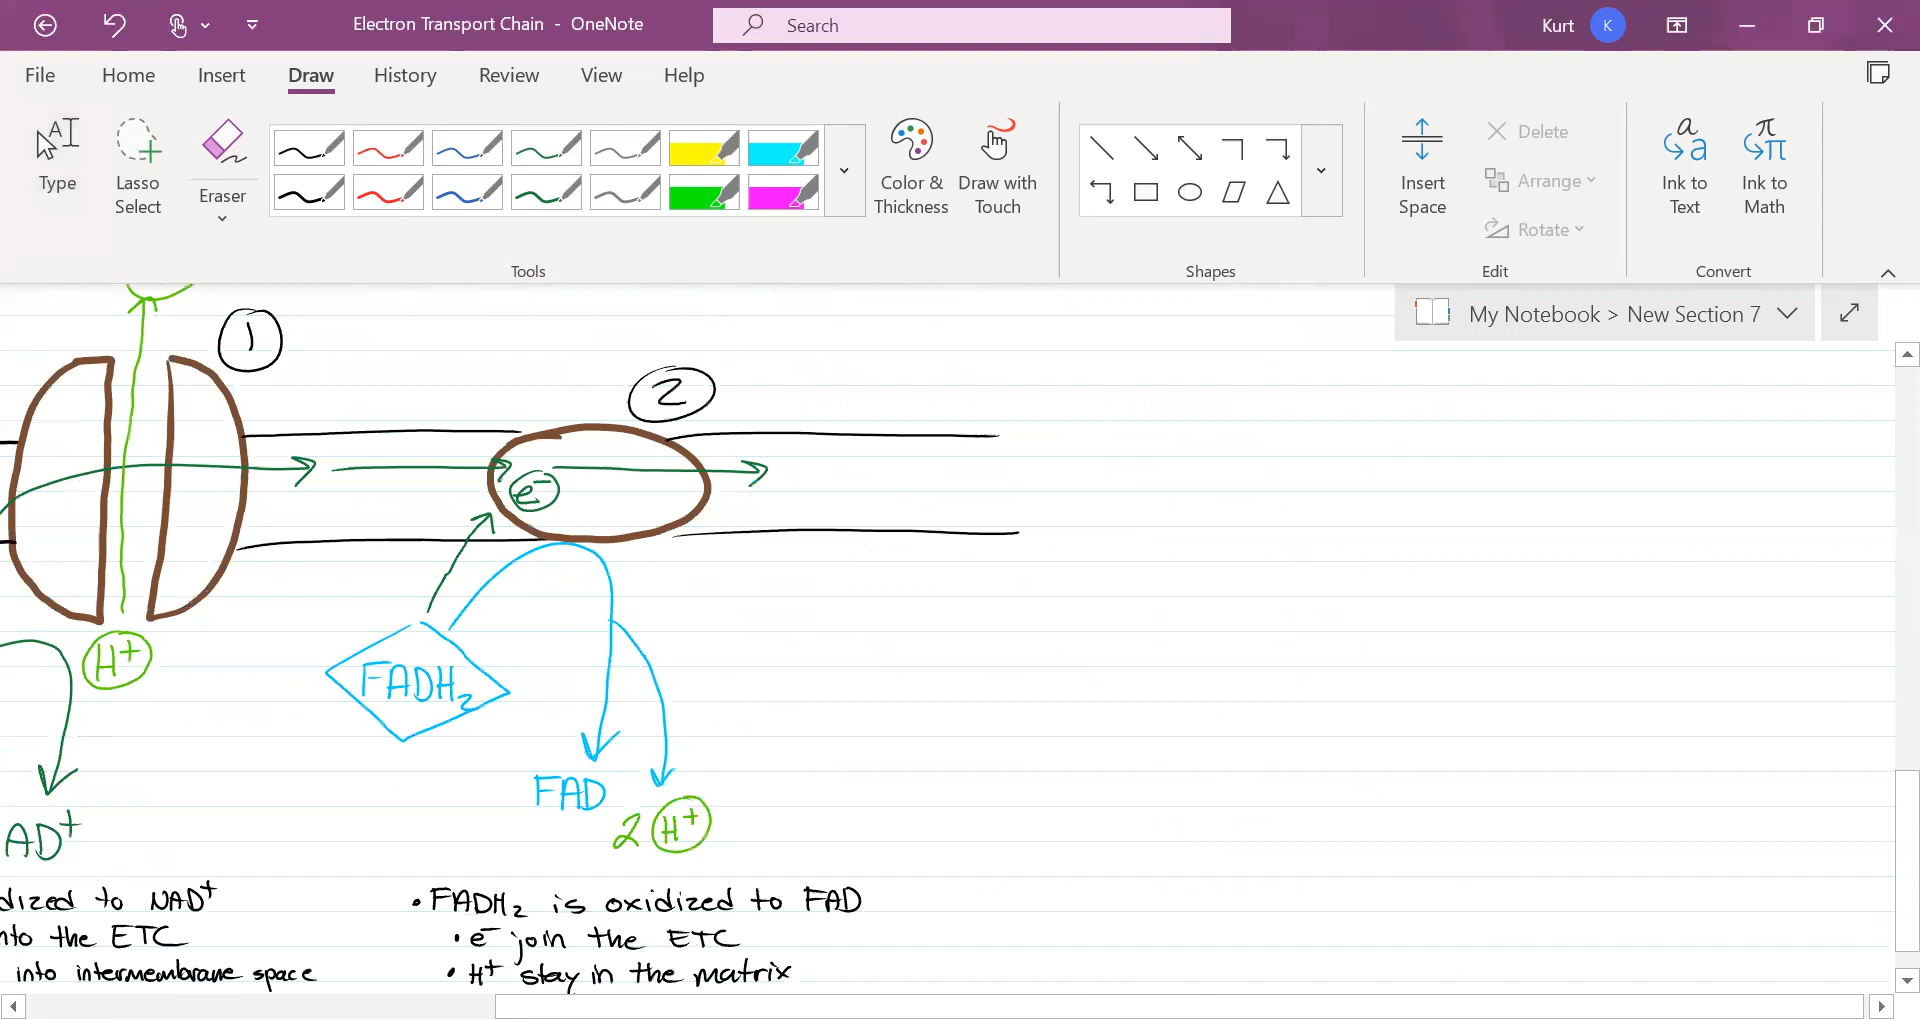 Electron Transport Chain - OneNote
Search
Kurt
K
File Home Insert Draw History Review View Help
Type
Lasso Select
Eraser
Color & Thickness
Draw with Touch
Insert Space
Delete
Arrange
Rotate
Ink to Text
Ink to Math
Tools
Shapes
Edit
Convert
My Notebook > New Section 7
1
2
e⁻
H⁺
FADH₂
FAD
2 H⁺
AD⁺
dized to NAD⁺
nto the ETC
into intermembrane space
• FADH₂ is oxidized to FAD
• e⁻ join the ETC
• H⁺ stay in the matrix